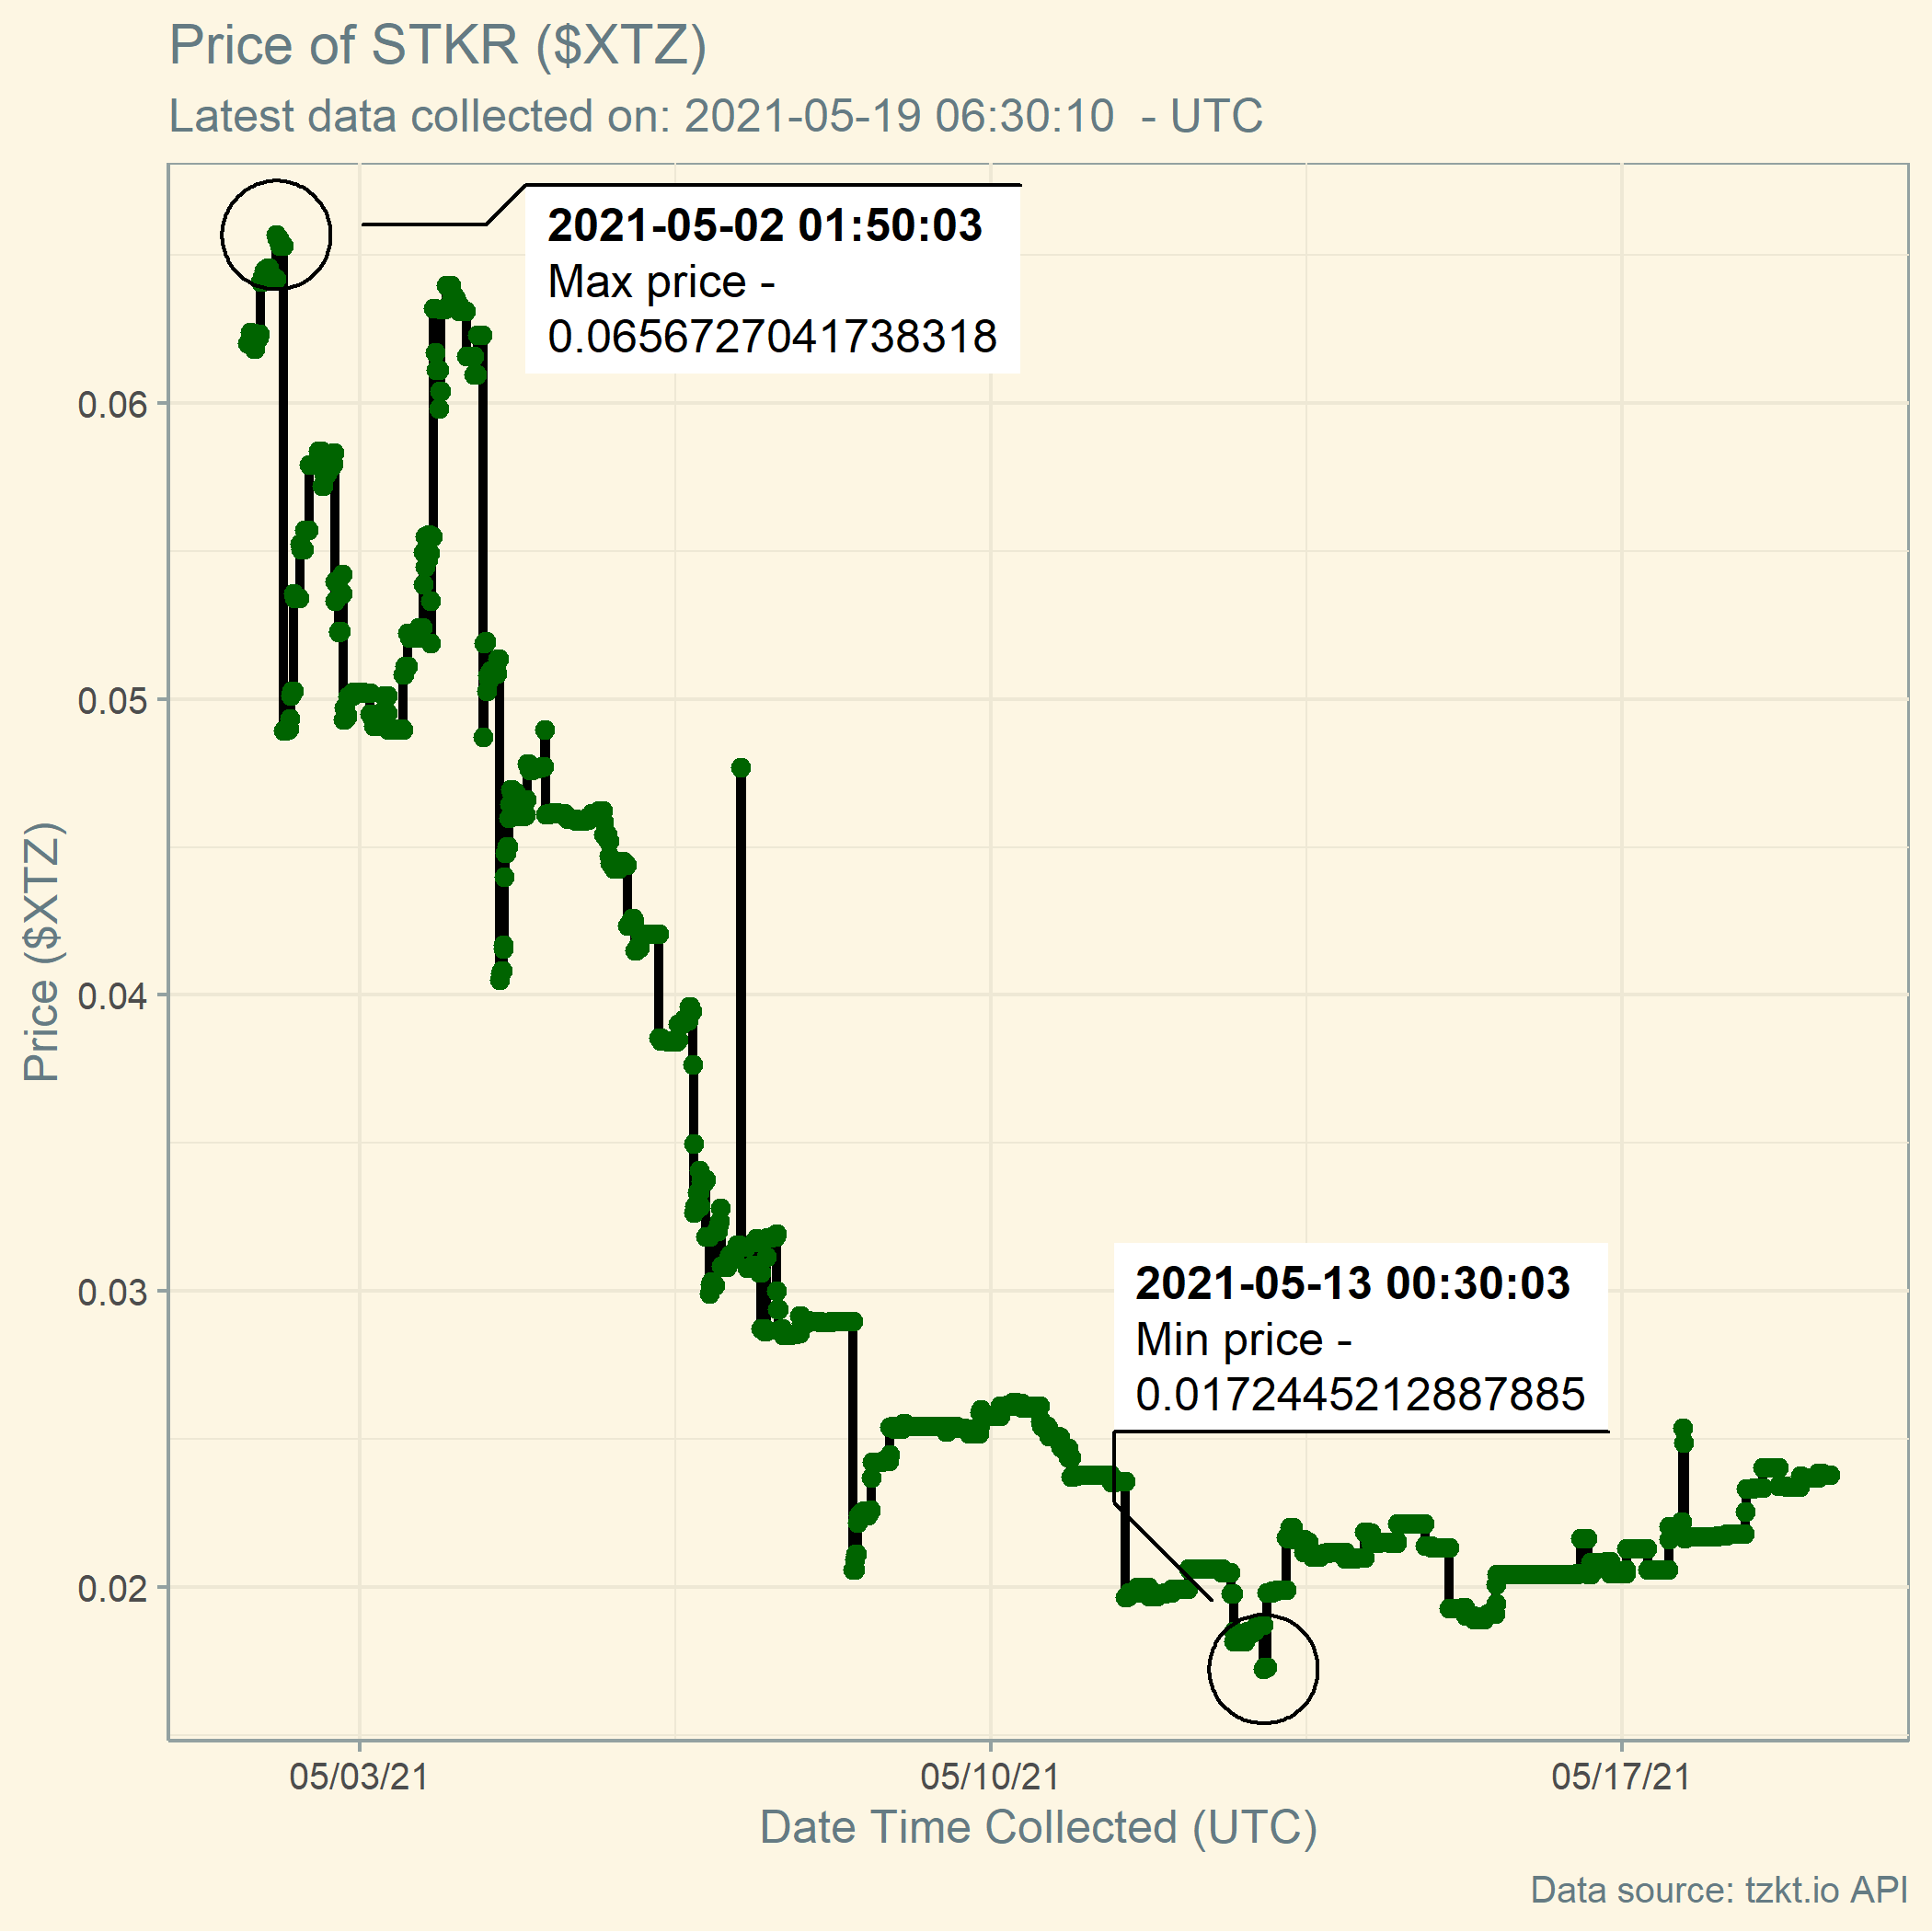 Price of STKR ($XTZ)
Latest data collected on: 2021-05-19 06:30:10  - UTC
2021-05-02 01:50:03
Max price -
0.0656727041738318
0.06
0.05
0.04
0.03
0.02
Price ($XTZ)
2021-05-13 00:30:03
Min price -
0.0172445212887885
05/03/21
05/10/21
05/17/21
Date Time Collected (UTC)
Data source: tzkt.io API